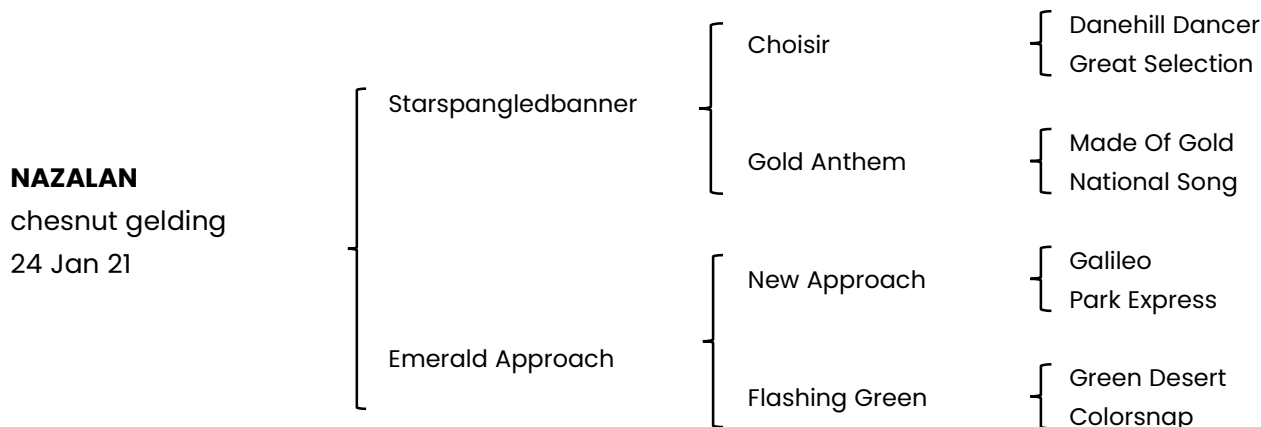 NAZALAN
chesnut gelding
24 Jan 21
Starspangledbanner
Emerald Approach
Choisir
Gold Anthem
New Approach
Flashing Green
Danehill Dancer
Great Selection
Made Of Gold
National Song
Galileo
Park Express
Green Desert
Colorsnap